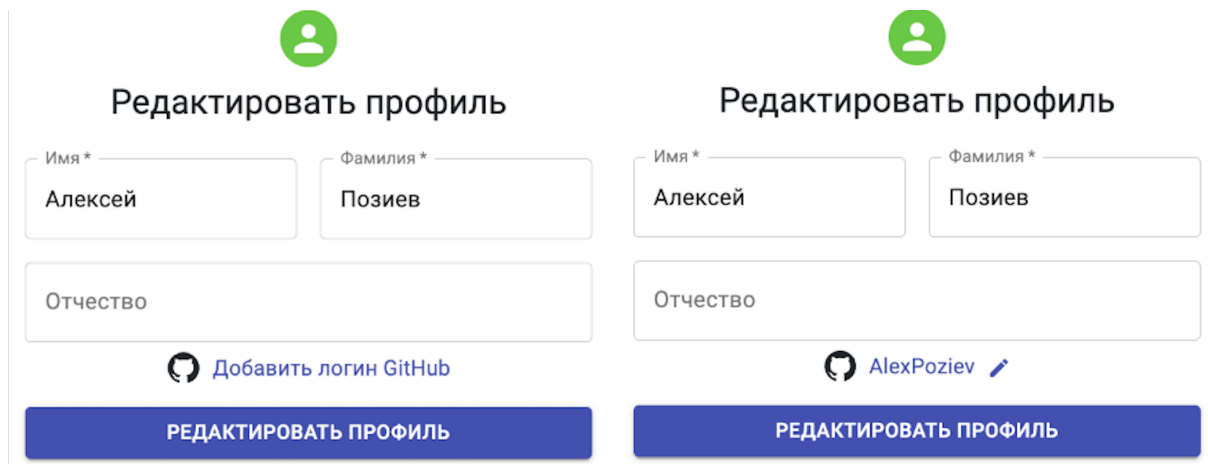 Редактировать профиль
Имя *
Фамилия *
Алексей
Позиев
Отчество
Добавить логин GitHub
РЕДАКТИРОВАТЬ ПРОФИЛЬ
Редактировать профиль
Имя *
Фамилия *
Алексей
Позиев
Отчество
AlexPoziev
РЕДАКТИРОВАТЬ ПРОФИЛЬ